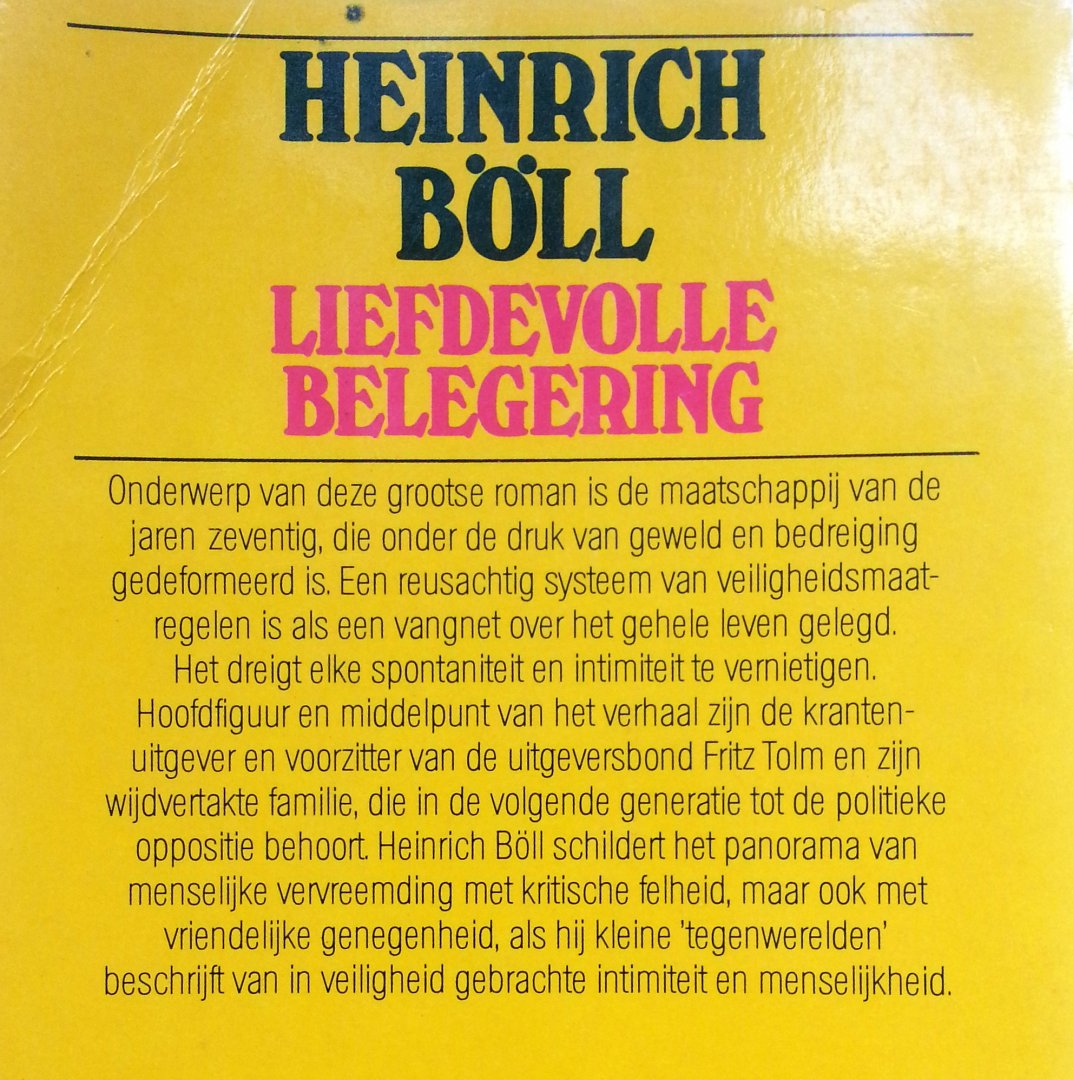 HEINRICH
BÖLL
LIEFDEVOLLE
BELEGERING
Onderwerp van deze grootse roman is de maatschappij van de
jaren zeventig, die onder de druk van geweld en bedreiging
gedeformeerd is. Een reusachtig systeem van veiligheidsmaat-
regelen is als een vangnet over het gehele leven gelegd.
Het dreigt elke spontaniteit en intimiteit te vernietigen.
Hoofdfiguur en middelpunt van het verhaal zijn de kranten-
uitgever en voorzitter van de uitgeversbond Fritz Tolm en zijn
wijdvertakte familie, die in de volgende generatie tot de politieke
oppositie behoort. Heinrich Böll schildert het panorama van
menselijke vervreemding met kritische felheid, maar ook met
vriendelijke genegenheid, als hij kleine 'tegenwerelden'
beschrijft van in veiligheid gebrachte intimiteit en menselijkheid.